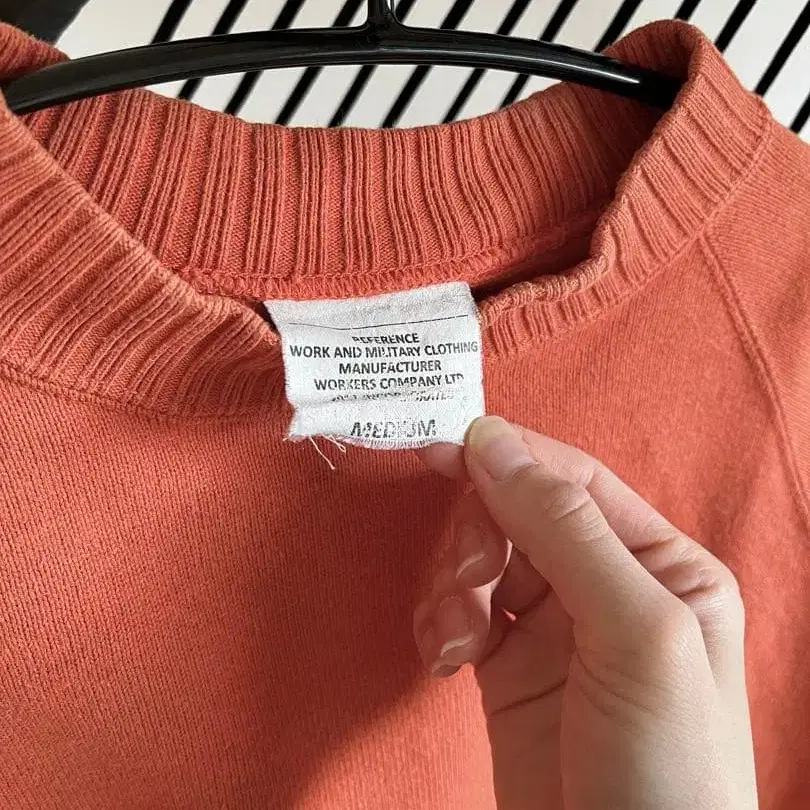 REFERENCE
WORK AND MILITARY CLOTHING
MANUFACTURER
WORKERS COMPANY LTD
MEDIUM